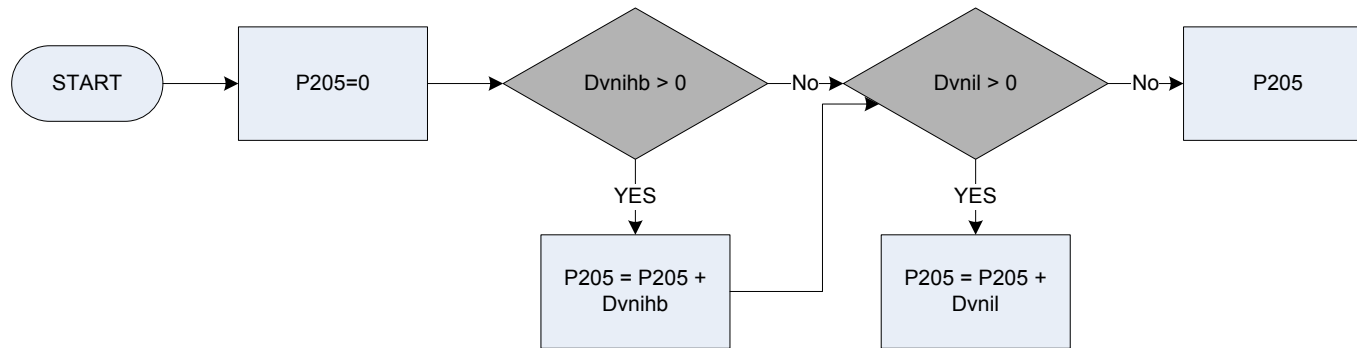 START
P205=0
Dvnihb > 0
No
Dvnil > 0
No
P205
YES
YES
P205 = P205 +
Dvnihb
P205 = P205 +
Dvnil